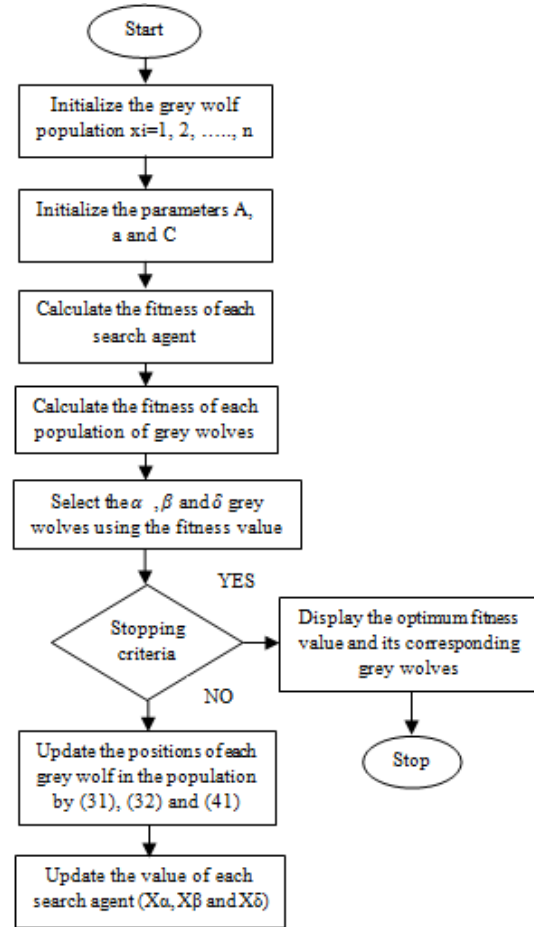 Start
Initialize the grey wolf
population xi=1, 2, ....., n
Initialize the parameters A,
a and C
Calculate the fitness of each
search agent
Calculate the fitness of each
population of grey wolves
Select the α , β and δ grey
wolves using the fitness value
YES
Stopping
criteria
Display the optimum fitness
value and its corresponding
grey wolves
NO
Update the positions of each
grey wolf in the population
by (31), (32) and (41)
Stop
Update the value of each
search agent (Xα, Xβ and Xδ)